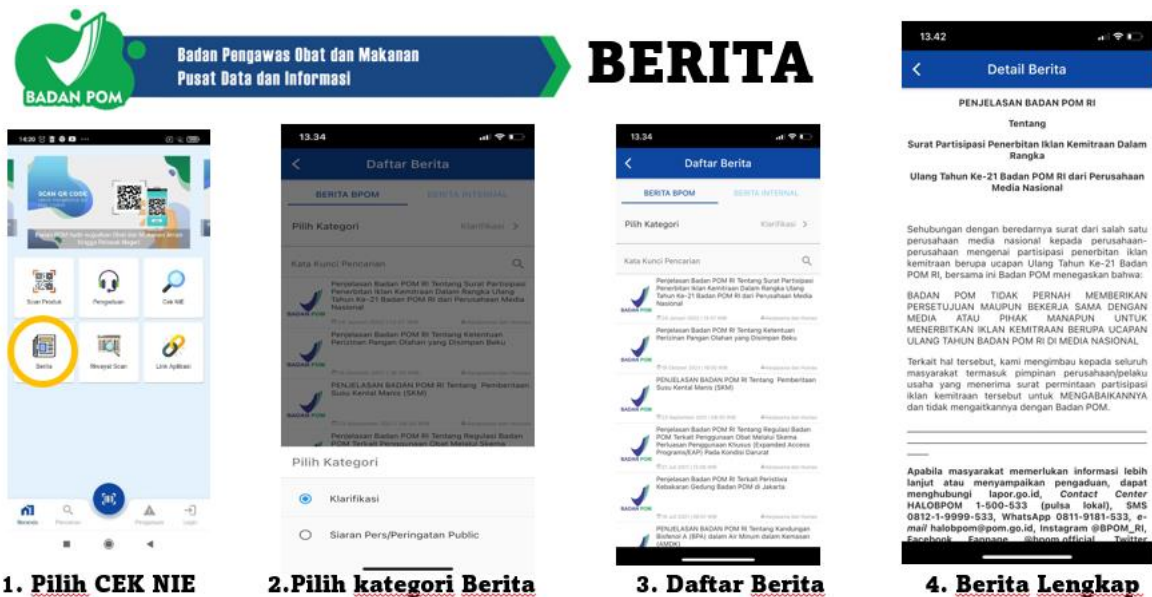 BADAN POM
Badan Pengawas Obat dan Makanan
Pusat Data dan Informasi
BERITA
14:30
SCAN QR CODE
Scan Produk
Pengaduan
Cek NIE
Berita
Riwayat Scan
Link Aplikasi
Beranda
1. Pilih CEK NIE
13.34
Daftar Berita
BERITA BPOM
BERITA INTERNAL
Pilih Kategori
Klarifikasi
Kata Kunci Pencarian
Penjelasan Badan POM RI Tentang Surat Partisipasi
Penerbitan Iklan Kemitraan Dalam Rangka Ulang
Tahun Ke-21 Badan POM RI dari Perusahaan Media
Nasional
Penjelasan Badan POM RI Tentang Ketentuan
Perizinan Pangan Olahan yang Disimpan Beku
PENJELASAN BADAN POM RI Tentang Pemberitaan
Susu Kental Manis (SKM)
Penjelasan Badan POM RI Tentang Regulasi Badan
POM Terkait Penggunaan Obat Melalui Skema
Pilih Kategori
Klarifikasi
Siaran Pers/Peringatan Public
2.Pilih kategori Berita
13.34
Daftar Berita
BERITA BPOM
BERITA INTERNAL
Pilih Kategori
Klarifikasi
Kata Kunci Pencarian
Penjelasan Badan POM RI Tentang Surat Partisipasi
Penerbitan Iklan Kemitraan Dalam Rangka Ulang
Tahun Ke-21 Badan POM RI dari Perusahaan Media
Nasional
Penjelasan Badan POM RI Tentang Ketentuan
Perizinan Pangan Olahan yang Disimpan Beku
PENJELASAN BADAN POM RI Tentang Pemberitaan
Susu Kental Manis (SKM)
Penjelasan Badan POM RI Tentang Regulasi Badan
POM Terkait Penggunaan Obat Melalui Skema
Perluasan Penggunaan Khusus (Expanded Access
Programs/EAP) Pada Kondisi Darurat
Penjelasan Badan POM RI Terkait Peristiwa
Kebakaran Gedung Badan POM di Jakarta
PENJELASAN BADAN POM RI Tentang Kandungan
Bisfenol A (BPA) dalam Air Minum dalam Kemasan
(AMDK)
3. Daftar Berita
13.42
Detail Berita
PENJELASAN BADAN POM RI
Tentang
Surat Partisipasi Penerbitan Iklan Kemitraan Dalam
Rangka
Ulang Tahun Ke-21 Badan POM RI dari Perusahaan
Media Nasional
Sehubungan dengan beredarnya surat dari salah satu
perusahaan media nasional kepada perusahaan-
perusahaan mengenai partisipasi penerbitan iklan
kemitraan berupa ucapan Ulang Tahun Ke-21 Badan
POM RI, bersama ini Badan POM menegaskan bahwa:
BADAN POM TIDAK PERNAH MEMBERIKAN
PERSETUJUAN MAUPUN BEKERJA SAMA DENGAN
MEDIA ATAU PIHAK MANAPUN UNTUK
MENERBITKAN IKLAN KEMITRAAN BERUPA UCAPAN
ULANG TAHUN BADAN POM RI DI MEDIA NASIONAL
Terkait hal tersebut, kami mengimbau kepada seluruh
masyarakat termasuk pimpinan perusahaan/pelaku
usaha yang menerima surat permintaan partisipasi
iklan kemitraan tersebut untuk MENGABAIKANNYA
dan tidak mengaitkannya dengan Badan POM.
Apabila masyarakat memerlukan informasi lebih
lanjut atau menyampaikan pengaduan, dapat
menghubungi lapor.go.id, Contact Center
HALOBPOM 1-500-533 (pulsa lokal), SMS
0812-1-9999-533, WhatsApp 0811-9181-533, e-
mail halobpom@pom.go.id, Instagram @BPOM_RI,
Facebook Fanpage @bpom.official Twitter
4. Berita Lengkap